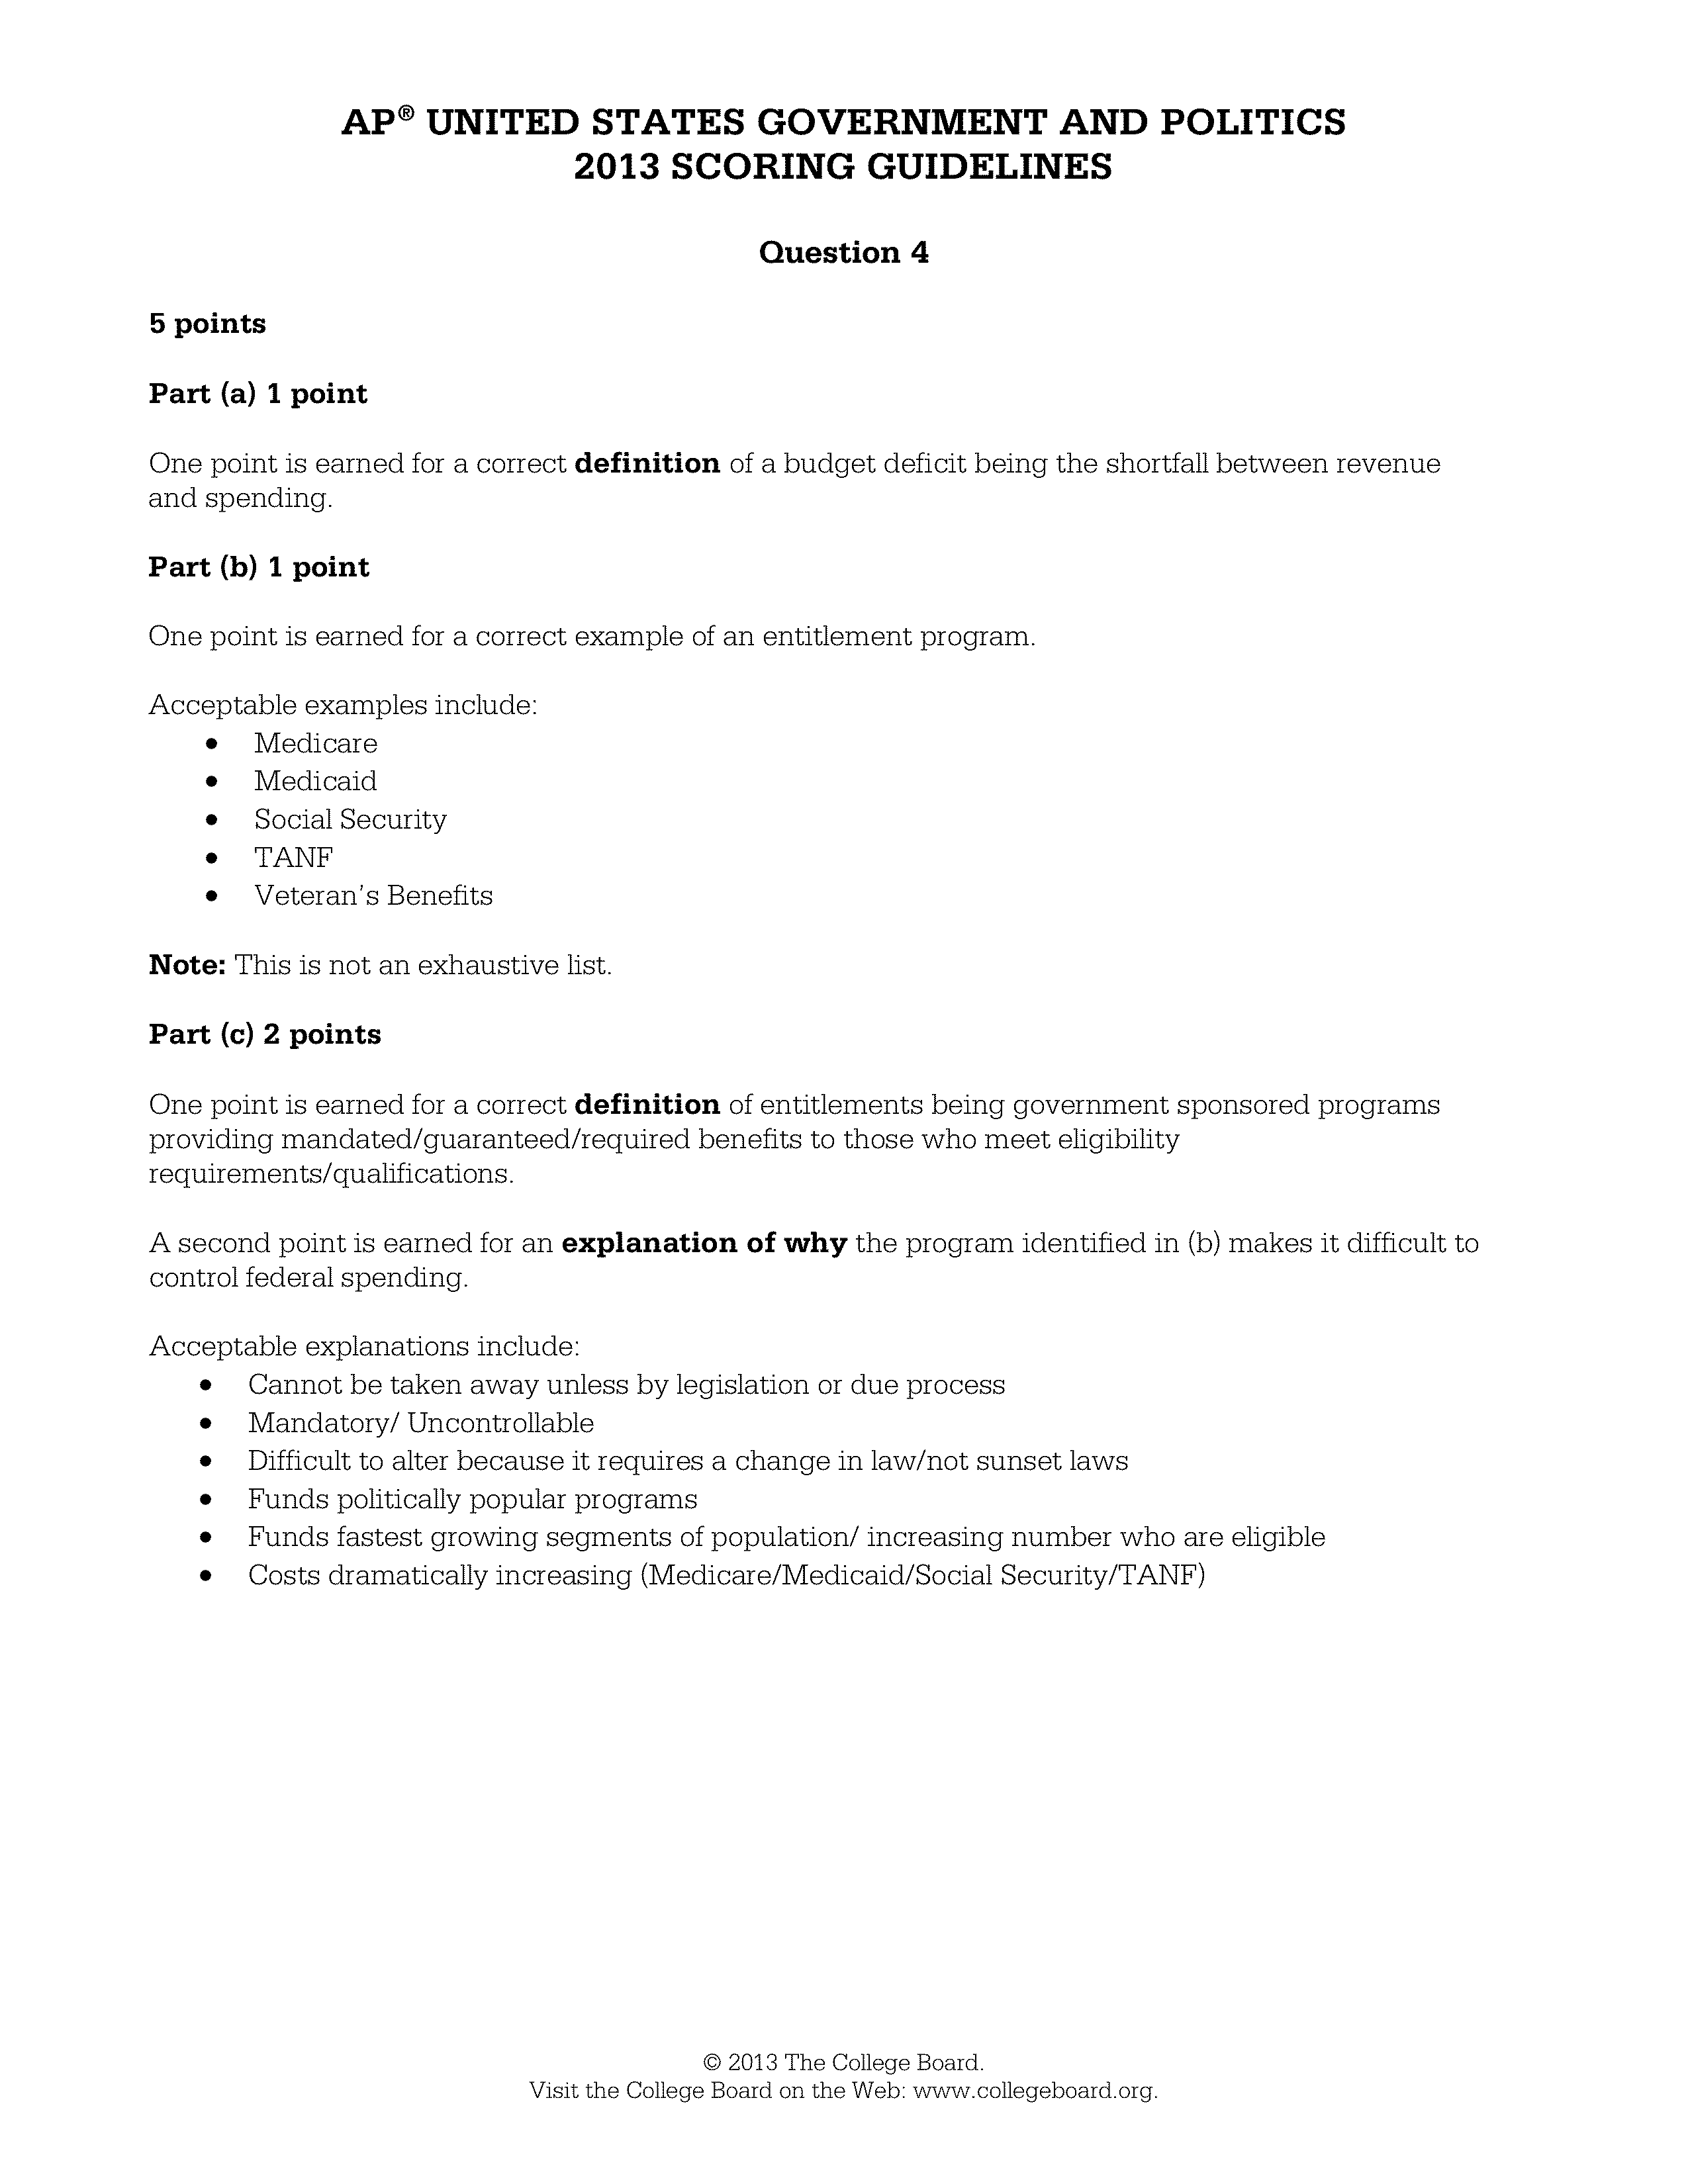 AP® UNITED STATES GOVERNMENT AND POLITICS
2013 SCORING GUIDELINES
Question 4
5 points
Part (a) 1 point
One point is earned for a correct definition of a budget deficit being the shortfall between revenue
and spending.
Part (b) 1 point
One point is earned for a correct example of an entitlement program.
Acceptable examples include:
• Medicare
• Medicaid
• Social Security
• TANF
• Veteran's Benefits
Note: This is not an exhaustive list.
Part (c) 2 points
One point is earned for a correct definition of entitlements being government sponsored programs
providing mandated/guaranteed/required benefits to those who meet eligibility
requirements/qualifications.
A second point is earned for an explanation of why the program identified in (b) makes it difficult to
control federal spending.
Acceptable explanations include:
• Cannot be taken away unless by legislation or due process
• Mandatory/ Uncontrollable
• Difficult to alter because it requires a change in law/not sunset laws
• Funds politically popular programs
• Funds fastest growing segments of population/ increasing number who are eligible
• Costs dramatically increasing (Medicare/Medicaid/Social Security/TANF)
© 2013 The College Board.
Visit the College Board on the Web: www.collegeboard.org.